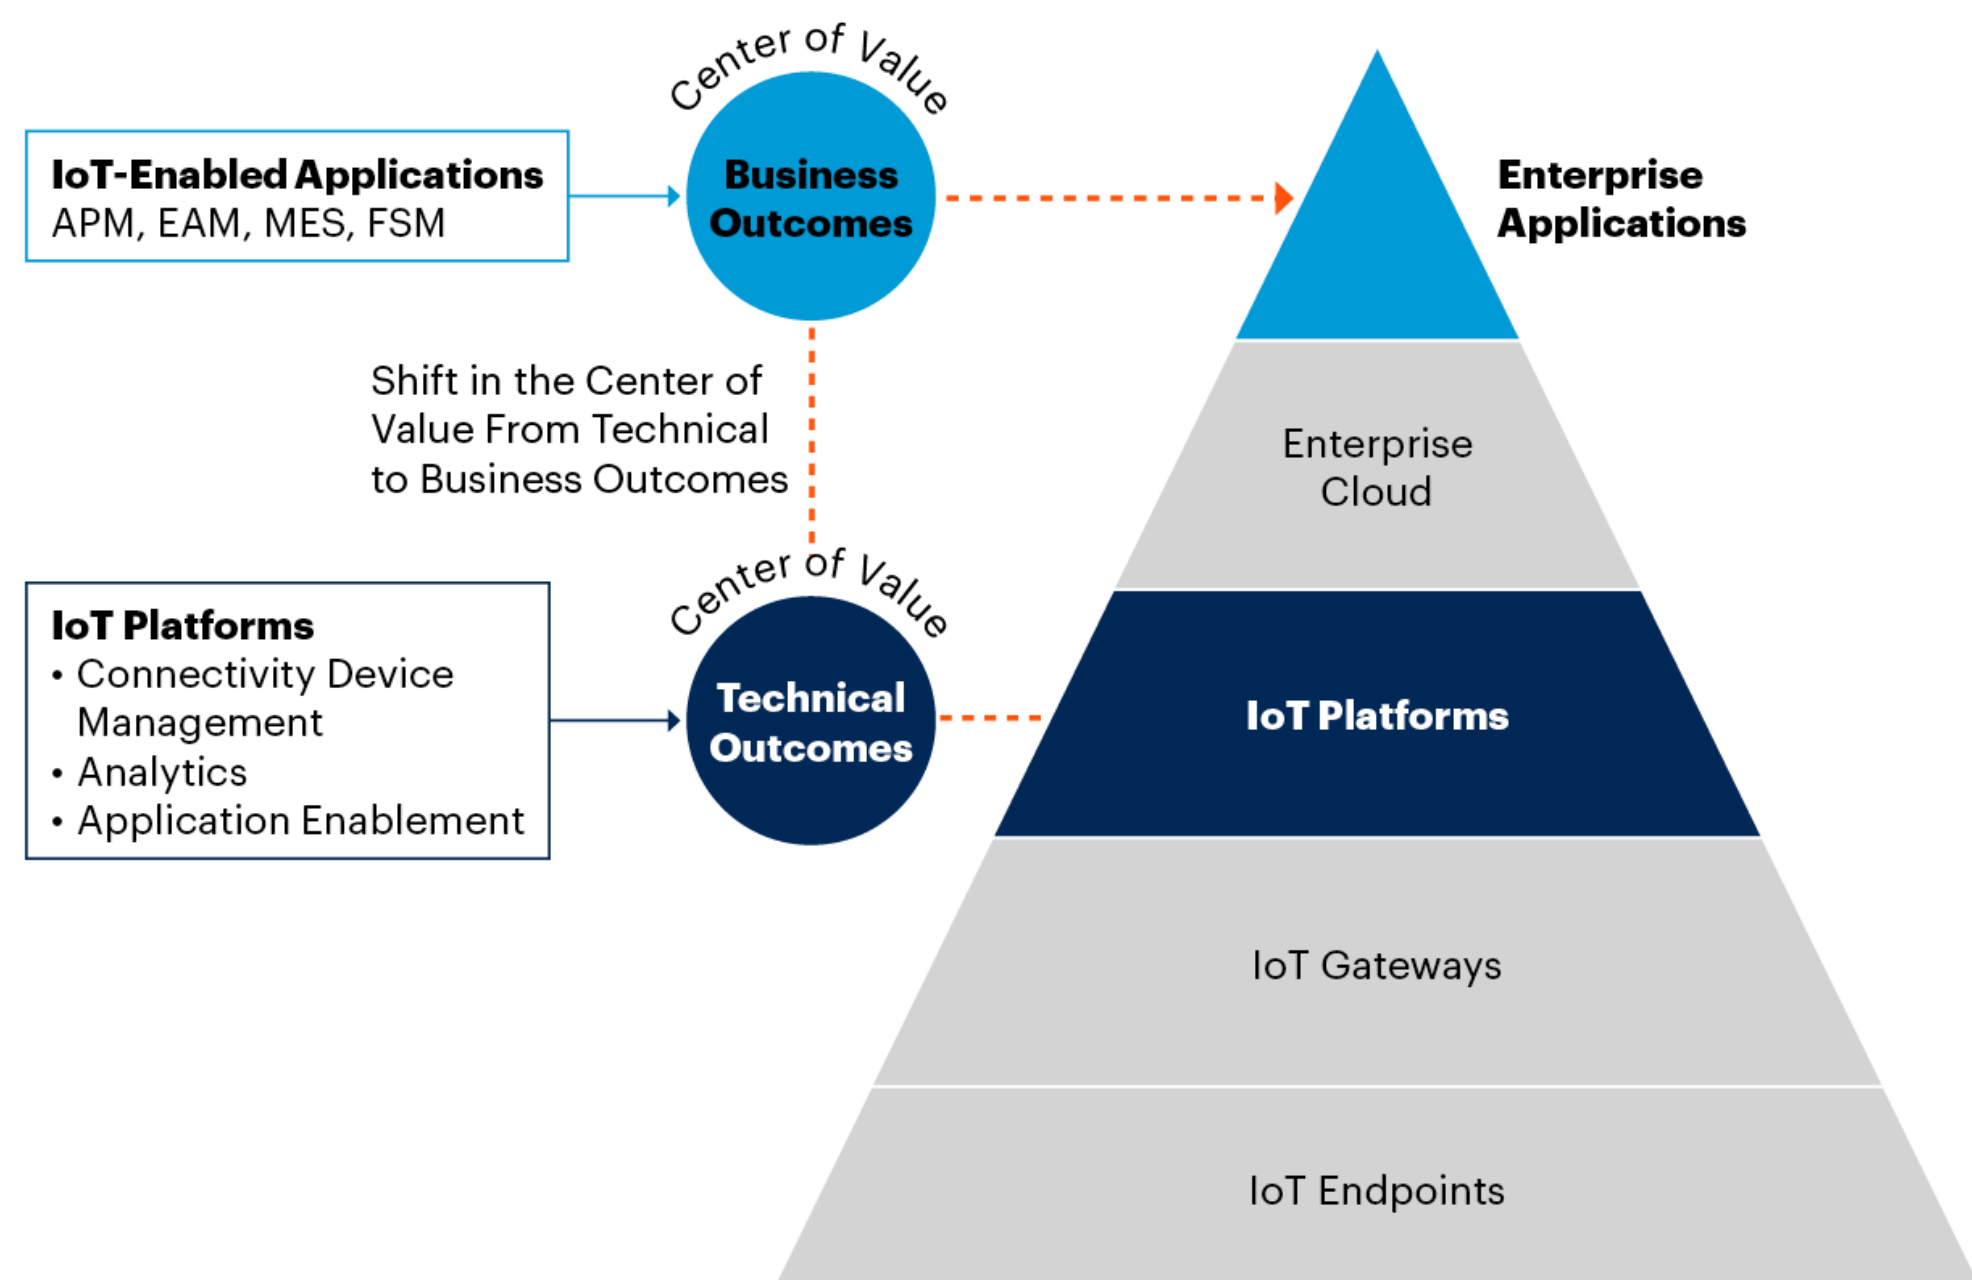 Center of Value
IoT-Enabled Applications
APM, EAM, MES, FSM
Business
Outcomes
Enterprise
Applications
Shift in the Center of
Value From Technical
to Business Outcomes
Enterprise
Cloud
Center of Value
IoT Platforms
• Connectivity Device
Management
• Analytics
• Application Enablement
Technical
Outcomes
IoT Platforms
IoT Gateways
IoT Endpoints